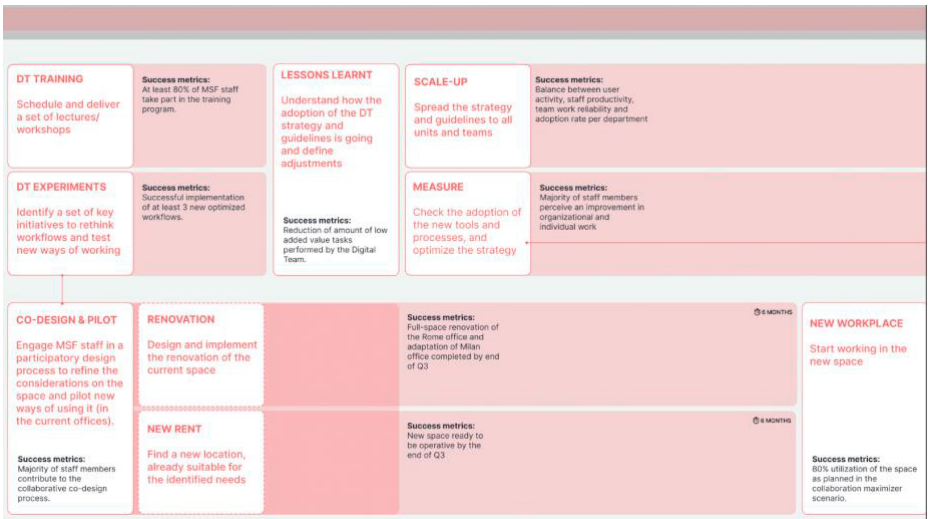 DT TRAINING
Schedule and deliver
a set of lectures/
workshops
Success metrics:
At least 80% of MSF staff
take part in the training
program.
LESSONS LEARNT
Understand how the
adoption of the DT
strategy and
guidelines is going
and define
adjustments
Success metrics:
Reduction of amount of low
added value tasks
performed by the Digital
Team.
SCALE-UP
Spread the strategy
and guidelines to all
units and teams
Success metrics:
Balance between user
activity, staff productivity,
team work reliability and
adoption rate per department
DT EXPERIMENTS
Identify a set of key
initiatives to rethink
workflows and test
new ways of working
Success metrics:
Successful implementation
of at least 3 new optimized
workflows.
MEASURE
Check the adoption of
the new tools and
processes, and
optimize the strategy
Success metrics:
Majority of staff members
perceive an improvement in
organizational and
individual work
CO-DESIGN & PILOT
Engage MSF staff in a
participatory design
process to refine the
considerations on the
space and pilot new
ways of using it (in
the current offices).
Success metrics:
Majority of staff members
contribute to the
collaborative co-design
process.
RENOVATION
Design and implement
the renovation of the
current space
Success metrics:
Full-space renovation of
the Rome office and
adaptation of Milan
office completed by end
of Q3
6 MONTHS
NEW RENT
Find a new location,
already suitable for
the identified needs
Success metrics:
New space ready to
be operative by the
end of Q3
6 MONTHS
NEW WORKPLACE
Start working in the
new space
Success metrics:
80% utilization of the space
as planned in the
collaboration maximizer
scenario.